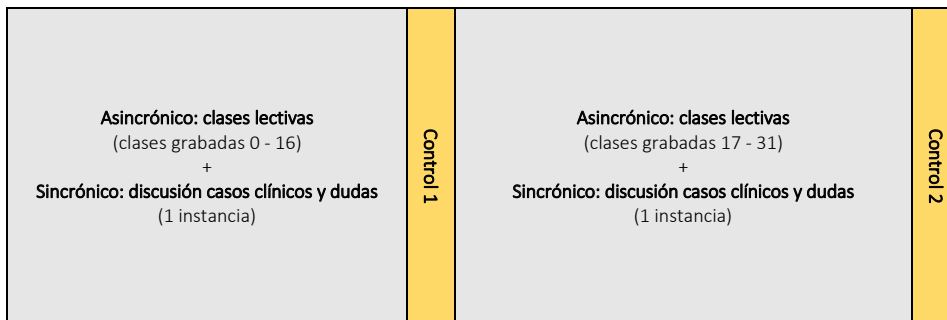 Asincrónico: clases lectivas
(clases grabadas 0 - 16)
+
Sincrónico: discusión casos clínicos y dudas
(1 instancia)
Control 1
Asincrónico: clases lectivas
(clases grabadas 17 - 31)
+
Sincrónico: discusión casos clínicos y dudas
(1 instancia)
Control 2